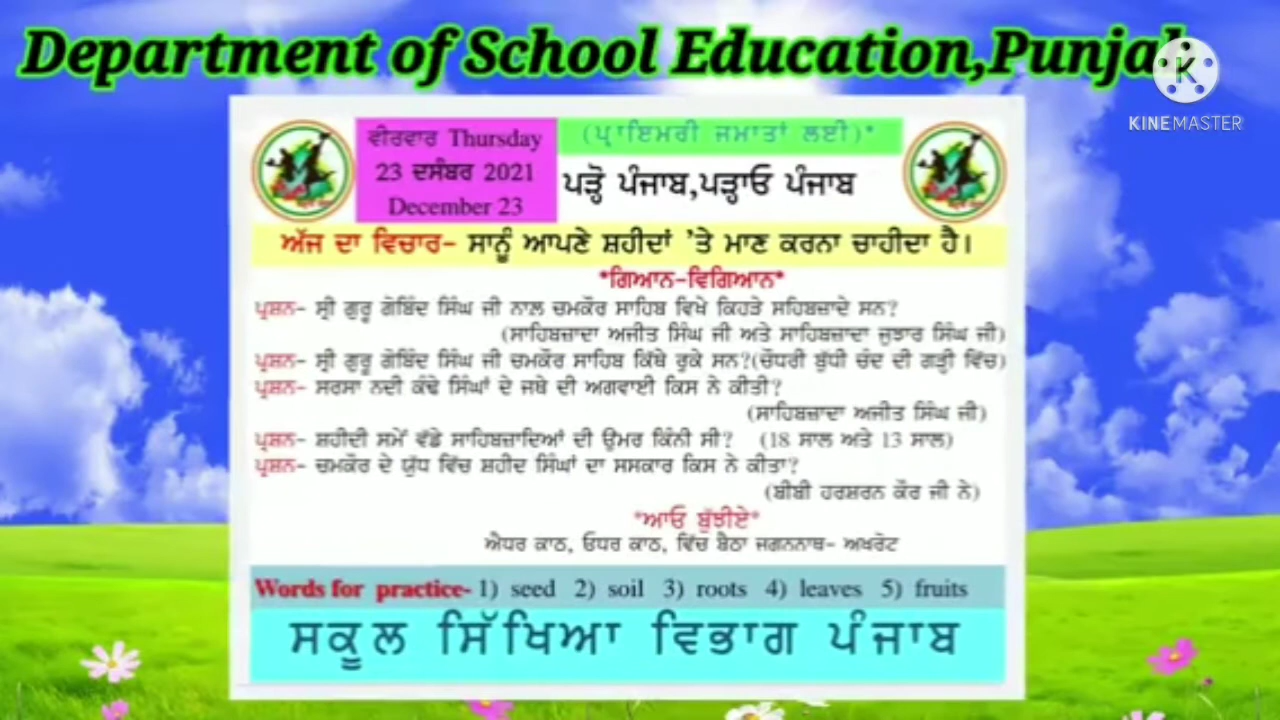 Department of School Education,Punjab
KINEMASTER
ਵੀਰਵਾਰ Thursday
23 ਦਸੰਬਰ 2021
December 23
(ਪ੍ਰਾਇਮਰੀ ਜਮਾਤਾਂ ਲਈ)*
ਪੜ੍ਹੋ ਪੰਜਾਬ,ਪੜ੍ਹਾਓ ਪੰਜਾਬ
ਅੱਜ ਦਾ ਵਿਚਾਰ- ਸਾਨੂੰ ਆਪਣੇ ਸ਼ਹੀਦਾਂ 'ਤੇ ਮਾਣ ਕਰਨਾ ਚਾਹੀਦਾ ਹੈ।
*ਗਿਆਨ-ਵਿਗਿਆਨ*
ਪ੍ਰਸ਼ਨ- ਸ੍ਰੀ ਗੁਰੂ ਗੋਬਿੰਦ ਸਿੰਘ ਜੀ ਨਾਲ ਚਮਕੌਰ ਸਾਹਿਬ ਵਿਖੇ ਕਿਹੜੇ ਸਹਿਬਜ਼ਾਦੇ ਸਨ?
(ਸਾਹਿਬਜ਼ਾਦਾ ਅਜੀਤ ਸਿੰਘ ਜੀ ਅਤੇ ਸਾਹਿਬਜ਼ਾਦਾ ਜੁਝਾਰ ਸਿੰਘ ਜੀ)
ਪ੍ਰਸ਼ਨ- ਸ੍ਰੀ ਗੁਰੂ ਗੋਬਿੰਦ ਸਿੰਘ ਜੀ ਚਮਕੌਰ ਸਾਹਿਬ ਕਿੱਥੇ ਰੁਕੇ ਸਨ?(ਚੌਧਰੀ ਬੁੱਧੀ ਚੰਦ ਦੀ ਗੜ੍ਹੀ ਵਿੱਚ)
ਪ੍ਰਸ਼ਨ- ਸਰਸਾ ਨਦੀ ਕੰਢੇ ਸਿੰਘਾਂ ਦੇ ਜਥੇ ਦੀ ਅਗਵਾਈ ਕਿਸ ਨੇ ਕੀਤੀ?
(ਸਾਹਿਬਜ਼ਾਦਾ ਅਜੀਤ ਸਿੰਘ ਜੀ)
ਪ੍ਰਸ਼ਨ- ਸ਼ਹੀਦੀ ਸਮੇਂ ਵੱਡੇ ਸਾਹਿਬਜ਼ਾਦਿਆਂ ਦੀ ਉਮਰ ਕਿੰਨੀ ਸੀ? (18 ਸਾਲ ਅਤੇ 13 ਸਾਲ)
ਪ੍ਰਸ਼ਨ- ਚਮਕੌਰ ਦੇ ਯੁੱਧ ਵਿੱਚ ਸ਼ਹੀਦ ਸਿੰਘਾਂ ਦਾ ਸਸਕਾਰ ਕਿਸ ਨੇ ਕੀਤਾ?
(ਬੀਬੀ ਹਰਸ਼ਰਨ ਕੌਰ ਜੀ ਨੇ)
*ਆਓ ਬੁੱਝੀਏ*
ਐਧਰ ਕਾਠ, ਓਧਰ ਕਾਠ, ਵਿੱਚ ਬੈਠਾ ਜਗਨਨਾਥ- ਅਖਰੋਟ
Words for practice- 1) seed 2) soil 3) roots 4) leaves 5) fruits
ਸਕੂਲ ਸਿੱਖਿਆ ਵਿਭਾਗ ਪੰਜਾਬ